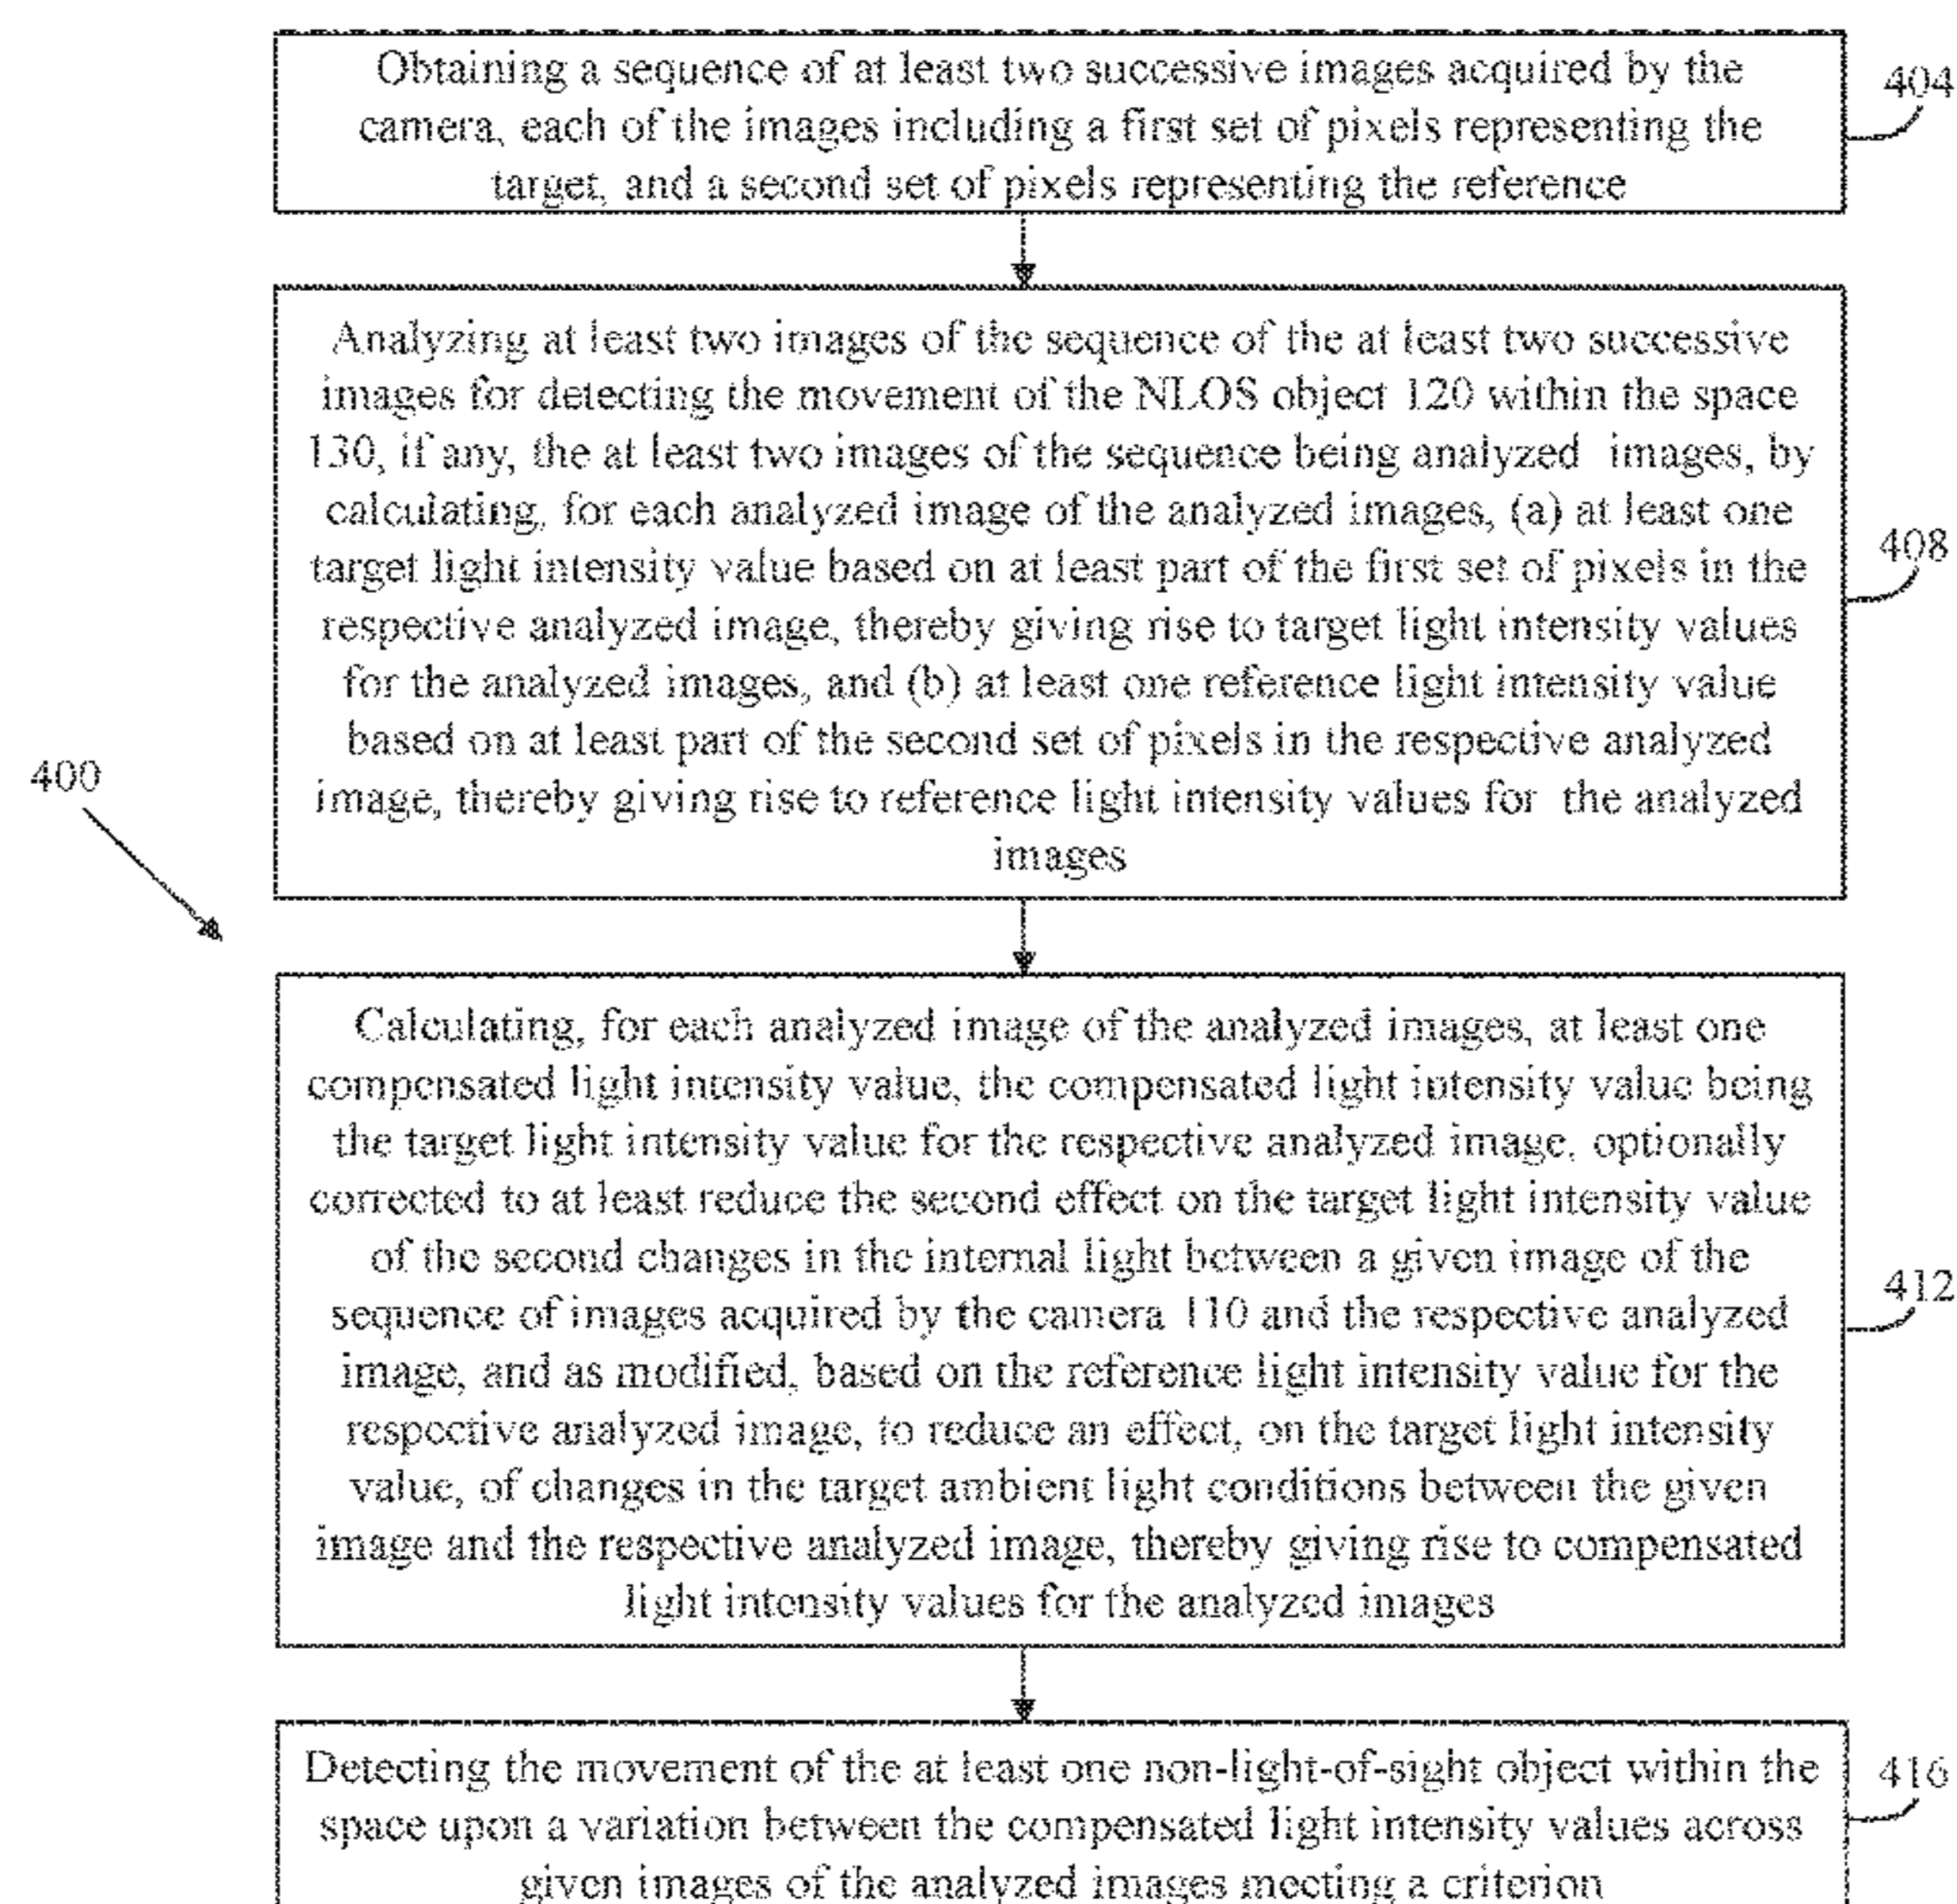 Obtaining a sequence of at least two successive images acquired by the
camera, each of the images including a first set of pixels representing the
target, and a second set of pixels representing the reference
404
Analyzing at least two images of the sequence of the at least two successive
images for detecting the movement of the NLOS object 120 within the space
130, if any, the at least two images of the sequence being analyzed images, by
calculating, for each analyzed image of the analyzed images, (a) at least one
target light intensity value based on at least part of the first set of pixels in the
respective analyzed image, thereby giving rise to target light intensity values
for the analyzed images, and (b) at least one reference light intensity value
based on at least part of the second set of pixels in the respective analyzed
image, thereby giving rise to reference light intensity values for the analyzed
images
408
400
Calculating, for each analyzed image of the analyzed images, at least one
compensated light intensity value, the compensated light intensity value being
the target light intensity value for the respective analyzed image, optionally
corrected to at least reduce the second effect on the target light intensity value
of the second changes in the internal light between a given image of the
sequence of images acquired by the camera 110 and the respective analyzed
image, and as modified, based on the reference light intensity value for the
respective analyzed image, to reduce an effect, on the target light intensity
value, of changes in the target ambient light conditions between the given
image and the respective analyzed image, thereby giving rise to compensated
light intensity values for the analyzed images
412
Detecting the movement of the at least one non-light-of-sight object within the
space upon a variation between the compensated light intensity values across
given images of the analyzed images meeting a criterion
416